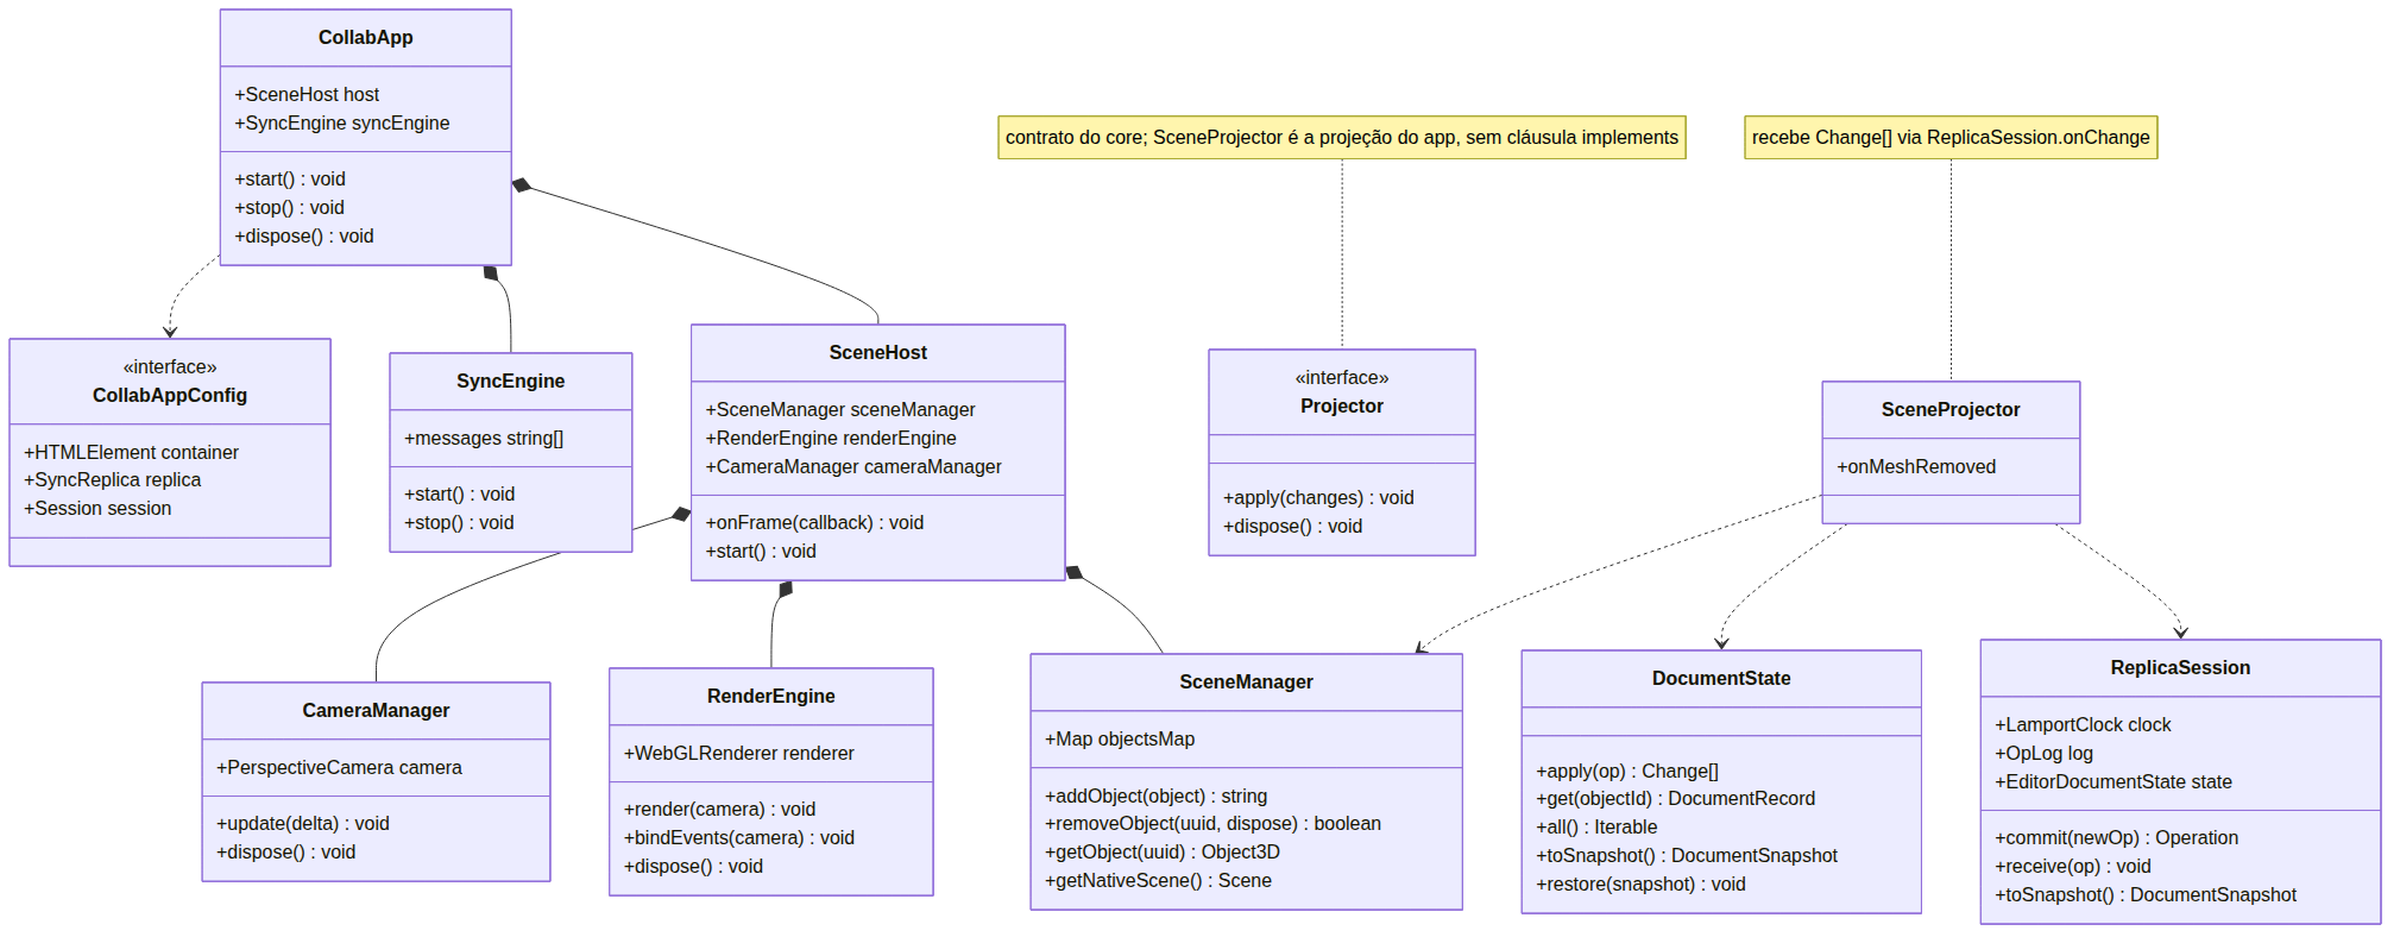 CollabApp
+SceneHost host
+SyncEngine syncEngine
+start() : void
+stop() : void
+dispose() : void
contrato do core; SceneProjector é a projeção do app, sem cláusula implements
recebe Change[] via ReplicaSession.onChange
«interface»
CollabAppConfig
+HTMLElement container
+SyncReplica replica
+Session session
SyncEngine
+messages string[]
+start() : void
+stop() : void
SceneHost
+SceneManager sceneManager
+RenderEngine renderEngine
+CameraManager cameraManager
+onFrame(callback) : void
+start() : void
«interface»
Projector
+apply(changes) : void
+dispose() : void
SceneProjector
+onMeshRemoved
CameraManager
+PerspectiveCamera camera
+update(delta) : void
+dispose() : void
RenderEngine
+WebGLRenderer renderer
+render(camera) : void
+bindEvents(camera) : void
+dispose() : void
SceneManager
+Map objectsMap
+addObject(object) : string
+removeObject(uuid, dispose) : boolean
+getObject(uuid) : Object3D
+getNativeScene() : Scene
DocumentState
+apply(op) : Change[]
+get(objectId) : DocumentRecord
+all() : Iterable
+toSnapshot() : DocumentSnapshot
+restore(snapshot) : void
ReplicaSession
+LamportClock clock
+OpLog log
+EditorDocumentState state
+commit(newOp) : Operation
+receive(op) : void
+toSnapshot() : DocumentSnapshot